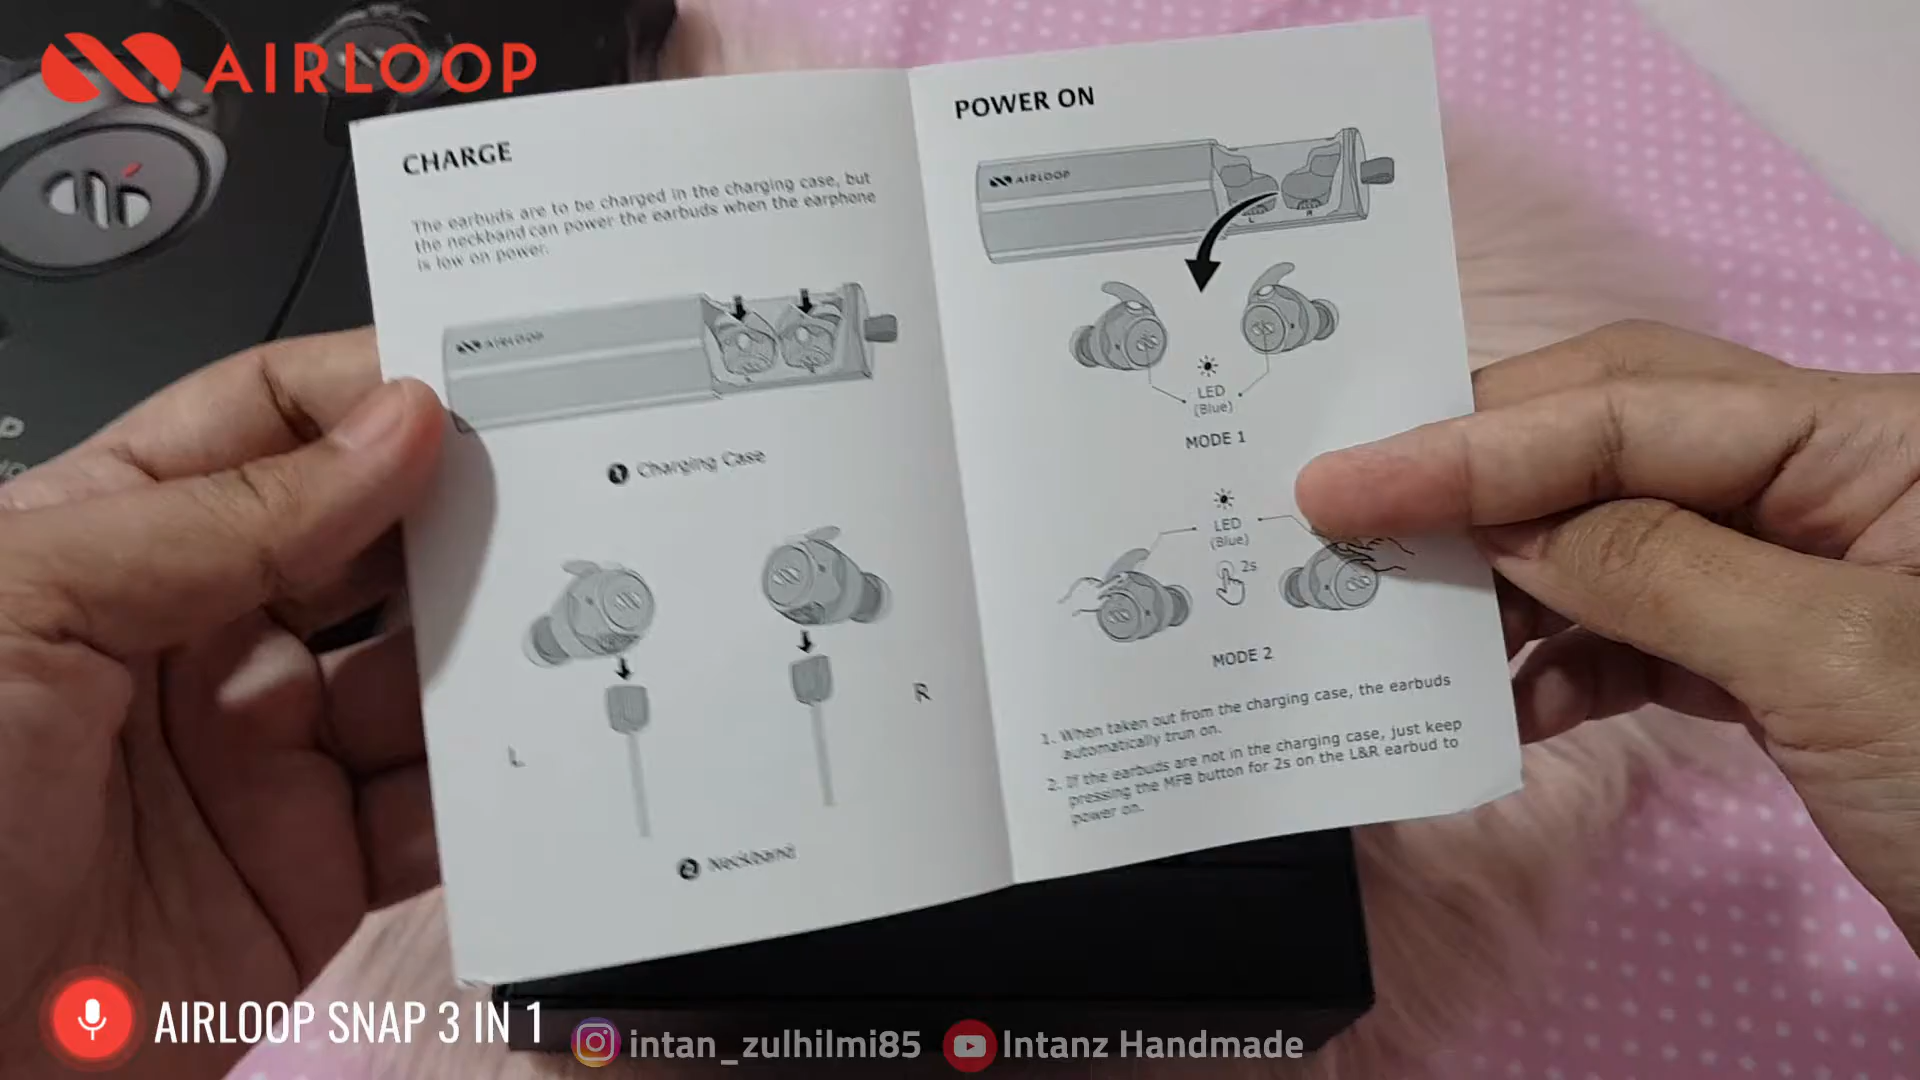 AIRLOOP
CHARGE
The earbuds are to be charged in the charging case, but
the neckband can power the earbuds when the earphone
is low on power.
AIRLOOP
1 Charging Case
L
R
2 Neckband
POWER ON
AIRLOOP
L R
LED
(Blue)
MODE 1
LED
(Blue)
2s
MODE 2
1. When taken out from the charging case, the earbuds
automatically trun on.
2. If the earbuds are not in the charging case, just keep
pressing the MFB button for 2s on the L&R earbud to
power on.
AIRLOOP SNAP 3 IN 1
intan_zulhilmi85
Intanz Handmade